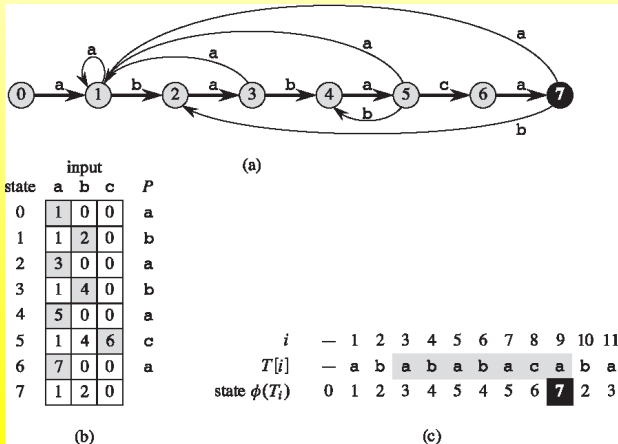 a a a a
0 a 1 b 2 a 3 b 4 a 5 c 6 a 7
b b
(a)
input
state a b c P
0 1 0 0 a
1 1 2 0 b
2 3 0 0 a
3 1 4 0 b
4 5 0 0 a
5 1 4 6 c
6 7 0 0 a
7 1 2 0
(b)
i — 1 2 3 4 5 6 7 8 9 10 11
T[i] — a b a b a b a c a b a
state ϕ(Tᵢ) 0 1 2 3 4 5 4 5 6 7 2 3
(c)